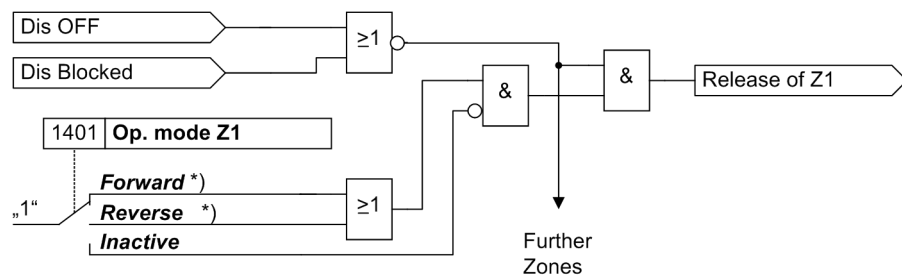 Dis OFF
≥1
Dis Blocked
&
&
Release of Z1
1401 Op. mode Z1
Forward *)
≥1
„1“
Reverse *)
Inactive
Further
Zones